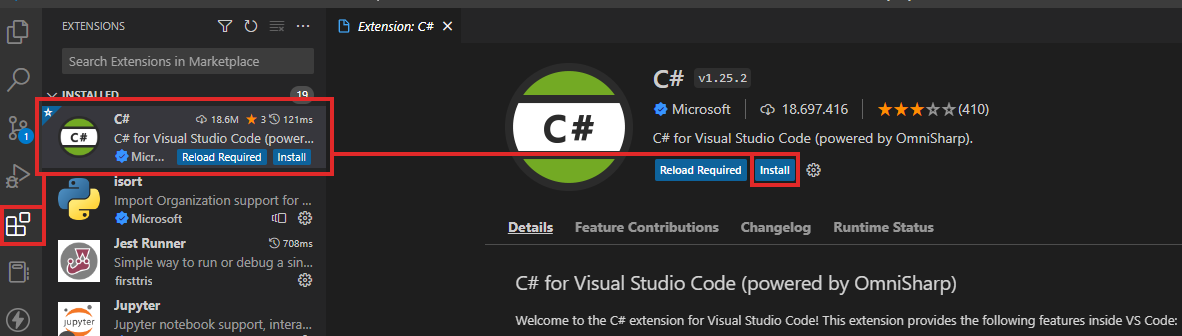 EXTENSIONS
Extension: C#
Search Extensions in Marketplace
INSTALLED 19
C# 18.6M 3 121ms
C# C# for Visual Studio Code (powe...
Micr... Reload Required Install
isort
Import Organization support for ...
Microsoft
Jest Runner 708ms
Simple way to run or debug a sin...
firsttris
Jupyter
jupyter Jupyter notebook support, intera...
1
C#
C# v1.25.2
Microsoft 18.697.416 (410)
C# for Visual Studio Code (powered by OmniSharp).
Reload Required Install
Details Feature Contributions Changelog Runtime Status
C# for Visual Studio Code (powered by OmniSharp)
Welcome to the C# extension for Visual Studio Code! This extension provides the following features inside VS Code: